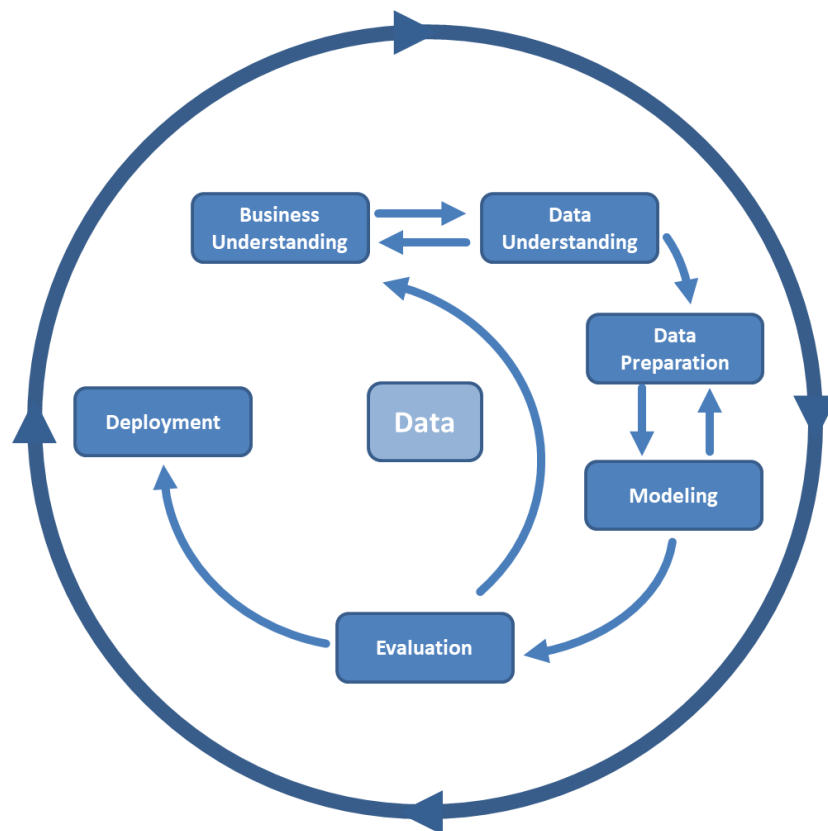 Business
Understanding
Data
Understanding
Data
Preparation
Deployment
Data
Modeling
Evaluation